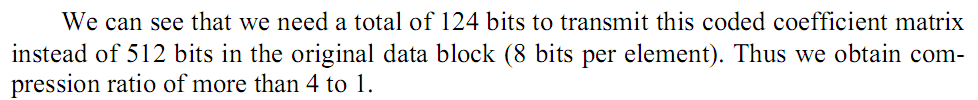 We can see that we need a total of 124 bits to transmit this coded coefficient matrix
instead of 512 bits in the original data block (8 bits per element). Thus we obtain com-
pression ratio of more than 4 to 1.